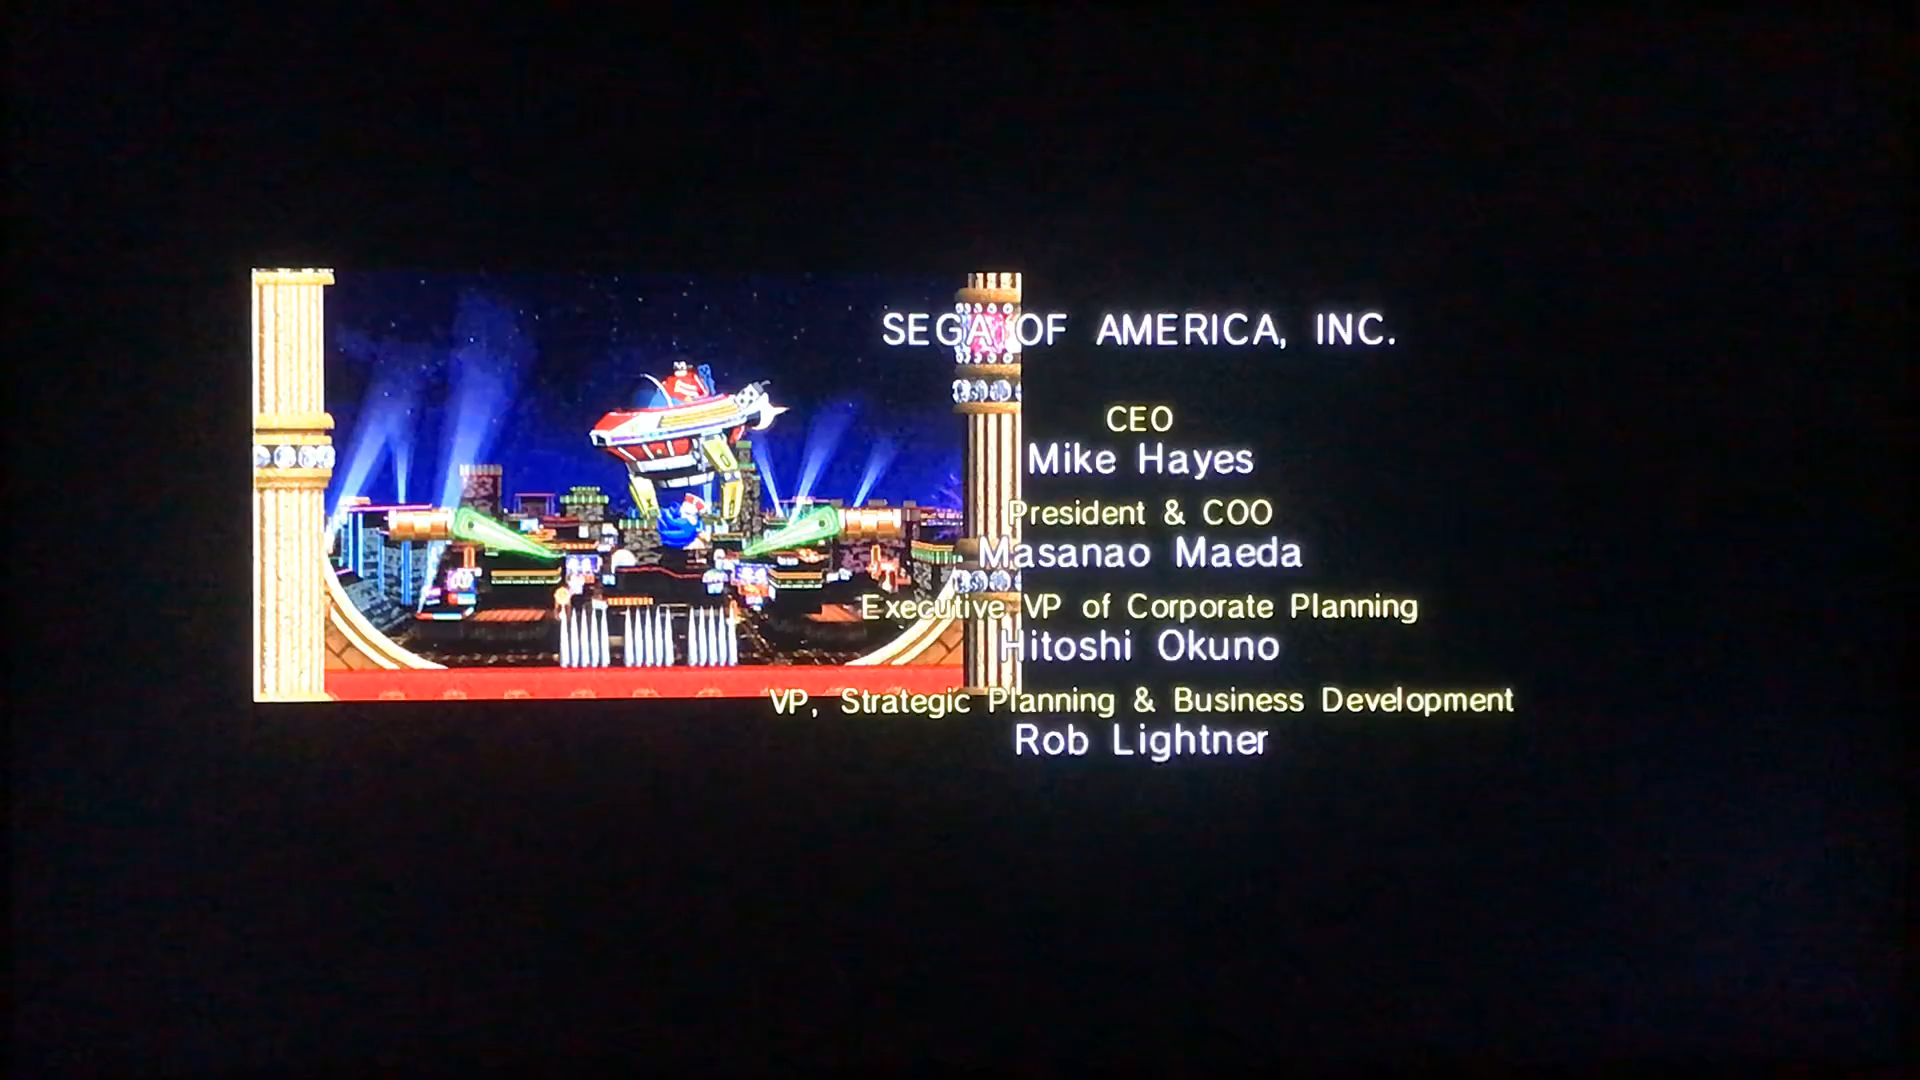 SEGA OF AMERICA, INC.
CEO
Mike Hayes
President & COO
Masanao Maeda
Executive VP of Corporate Planning
Hitoshi Okuno
VP, Strategic Planning & Business Development
Rob Lightner